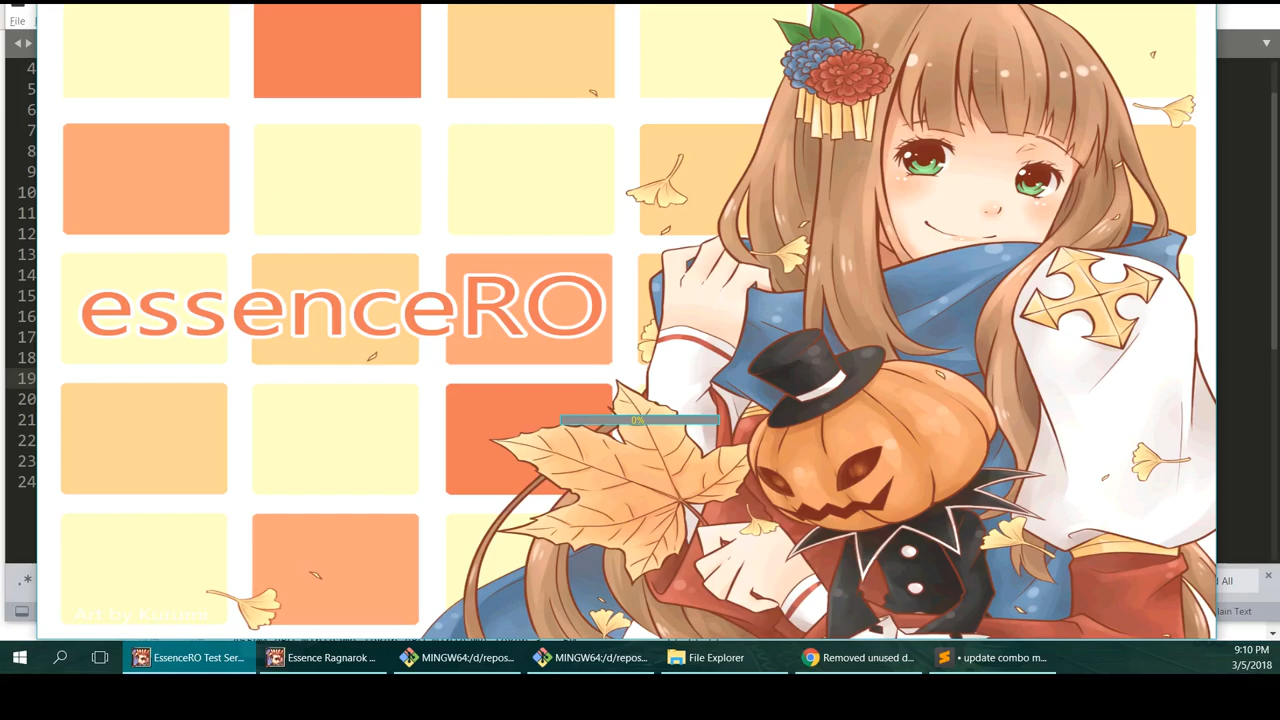 File
4
5
6
7
8
9
10
11
12
13
14
15
16
17
18
19
20
21
22
23
24
essenceRO
0%
Art by Kurumi
.*
All
lain Text
EssenceRO Test Ser...
Essence Ragnarok ...
MINGW64:/d/repos...
MINGW64:/d/repos...
File Explorer
Removed unused d...
• update combo m...
9:10 PM
3/5/2018